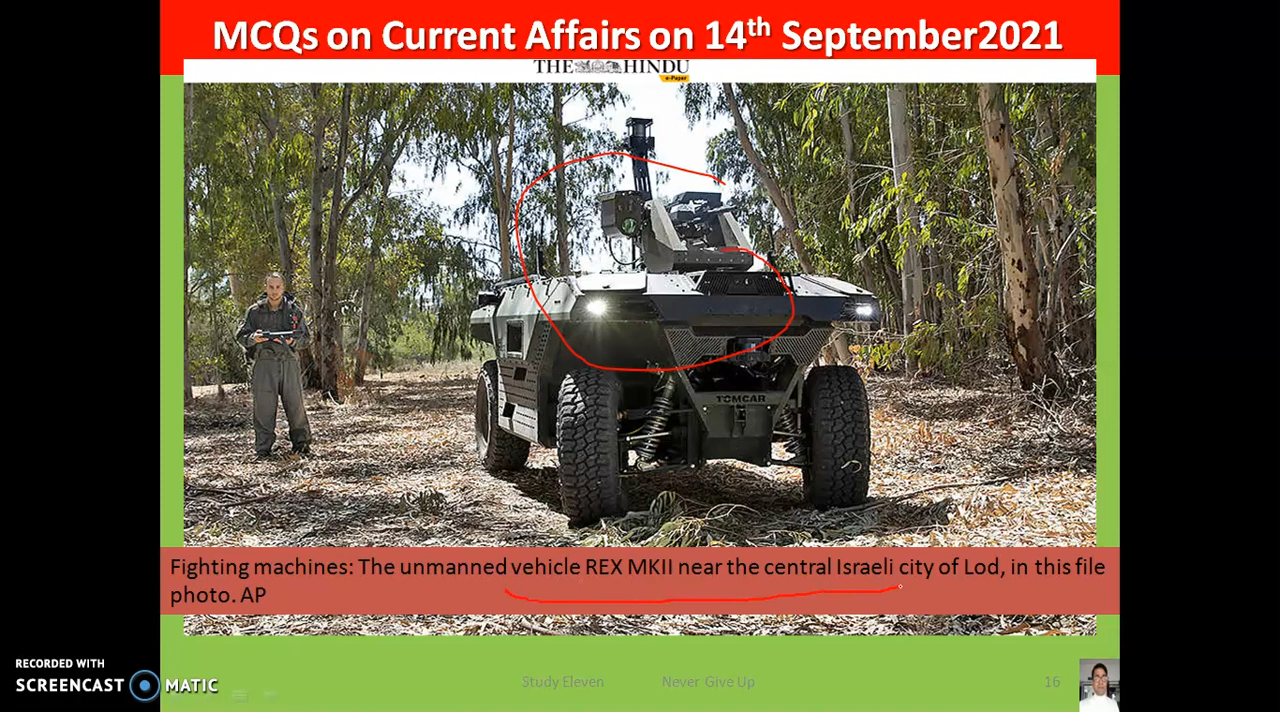 MCQs on Current Affairs on 14th September2021
THE HINDU
e-Paper
TOMCAR
Fighting machines: The unmanned vehicle REX MKII near the central Israeli city of Lod, in this file
photo. AP
RECORDED WITH
SCREENCAST MATIC
Study Eleven Never Give Up 16